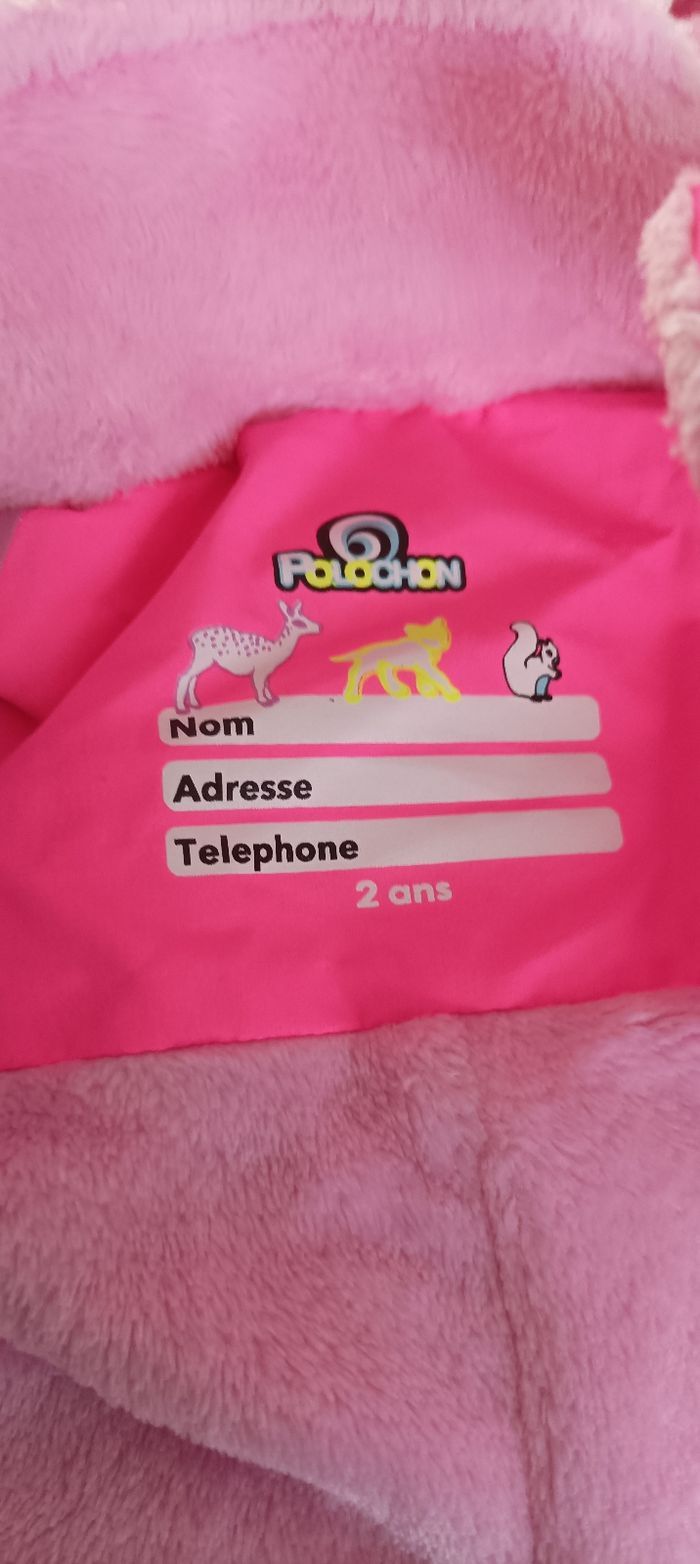 POLOCHON
Nom
Adresse
Telephone
2 ans